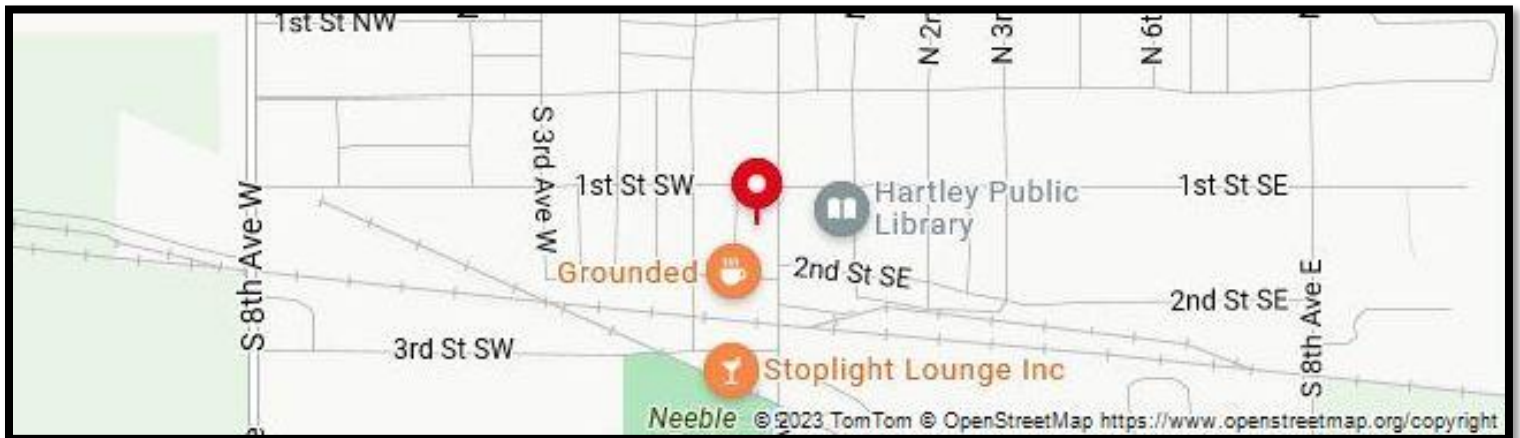 1st St NW
N 2r
N 3r
N 6t
S 3rd Ave W
1st St SW
Hartley Public
Library
1st St SE
S 8th Ave W
Grounded
2nd St SE
2nd St SE
S 8th Ave E
3rd St SW
Stoplight Lounge Inc
Neeble
© 2023 TomTom © OpenStreetMap https://www.openstreetmap.org/copyright